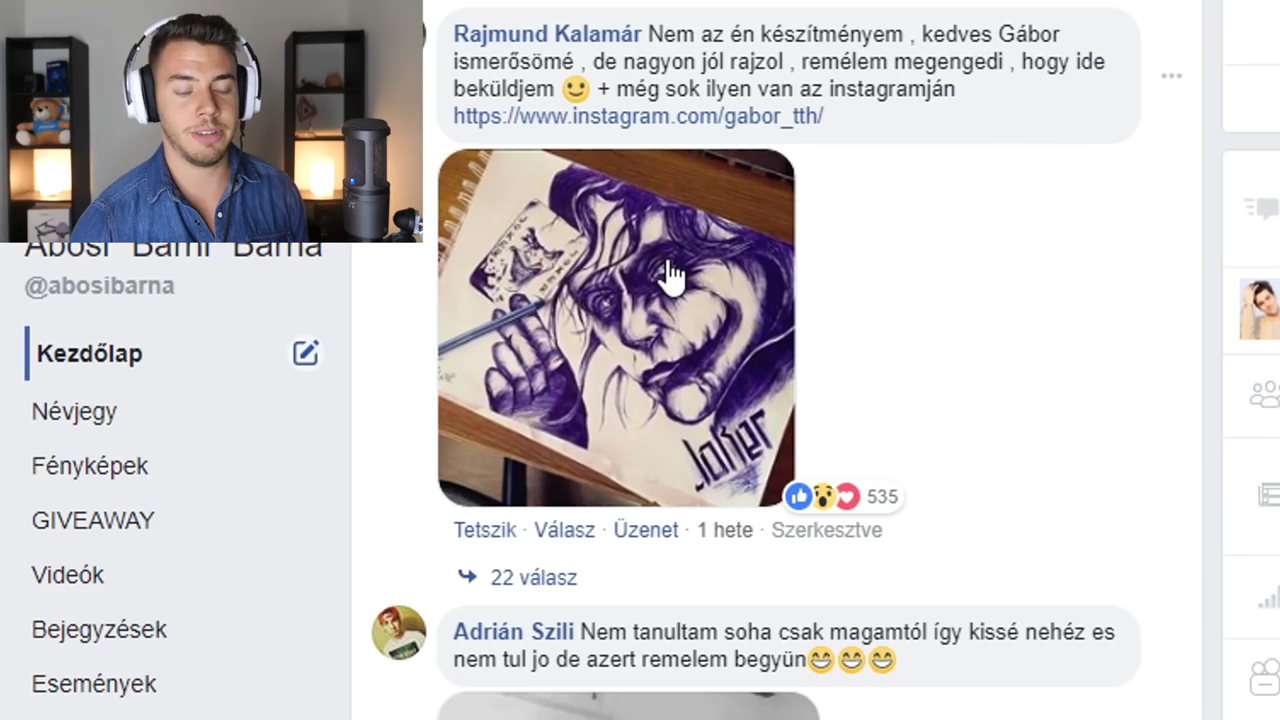 Rajmund Kalamár Nem az én készítményem , kedves Gábor
ismerősömé , de nagyon jól rajzol , remélem megengedi , hogy ide
beküldjem 🙂 + még sok ilyen van az instagramján
https://www.instagram.com/gabor_tth/
JOKER
Joker
535
Tetszik · Válasz · Üzenet · 1 hete · Szerkesztve
22 válasz
Adrián Szili Nem tanultam soha csak magamtól így kissé nehéz es
nem tul jo de azert remelem begyün😁😁😁
Abosi "Barni" Barna
@abosibarna
Kezdőlap
Névjegy
Fényképek
GIVEAWAY
Videók
Bejegyzések
Események